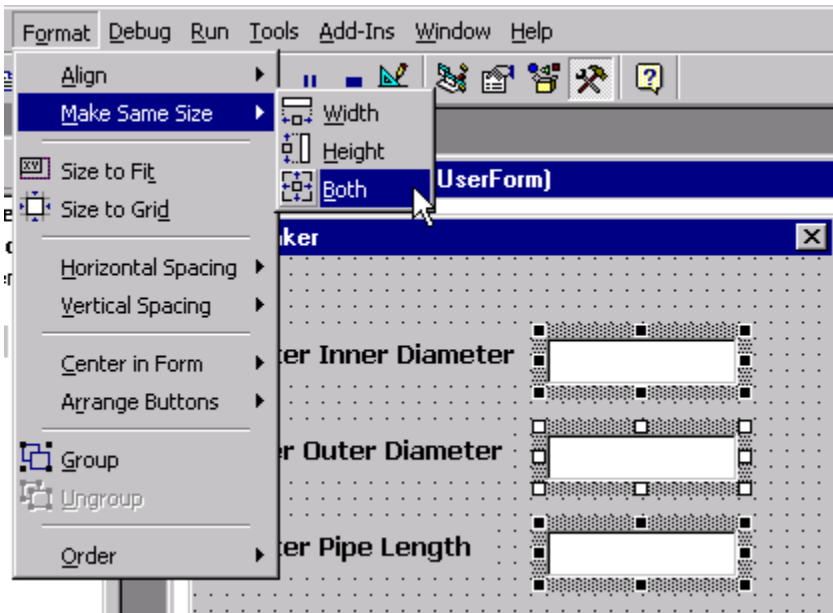 Format Debug Run Tools Add-Ins Window Help
Align
Make Same Size
Width
Height
Both
Size to Fit
Size to Grid
UserForm)
ker
Horizontal Spacing
Vertical Spacing
Center in Form
Arrange Buttons
Group
Ungroup
Order
ter Inner Diameter
r Outer Diameter
ter Pipe Length